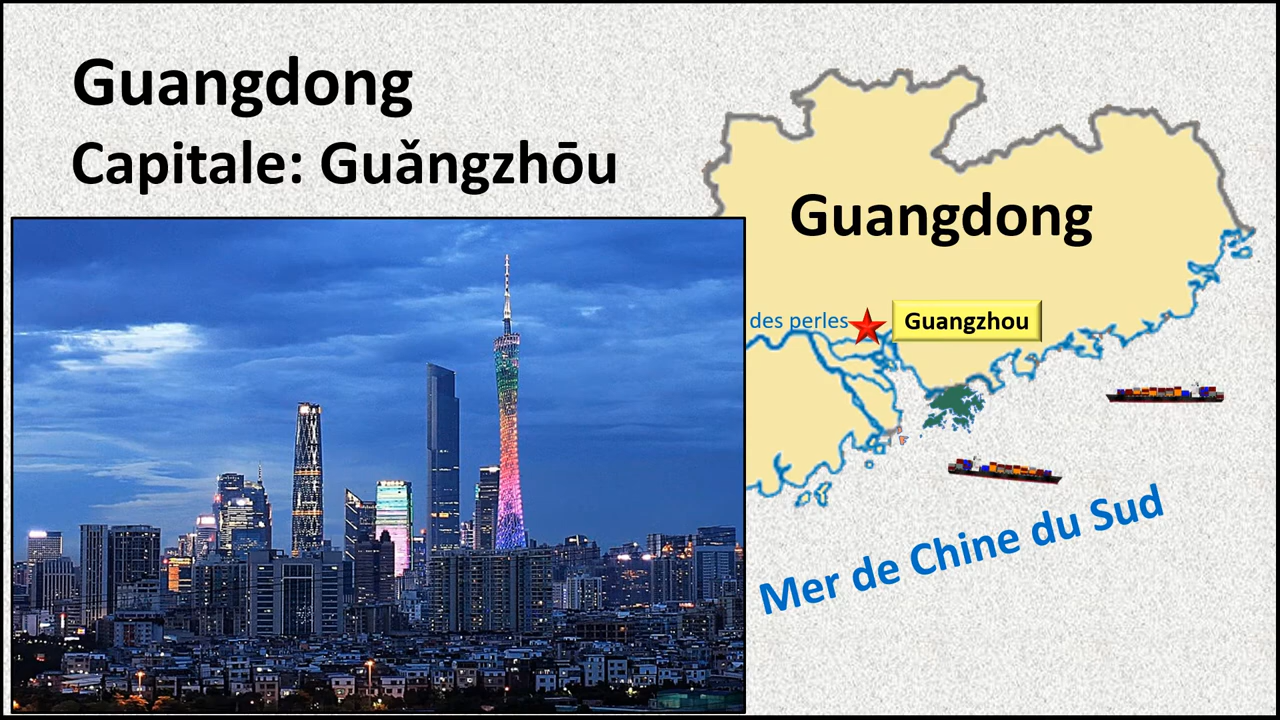 Guangdong
Capitale: Guǎngzhōu
Guangdong
des perles
Guangzhou
Mer de Chine du Sud